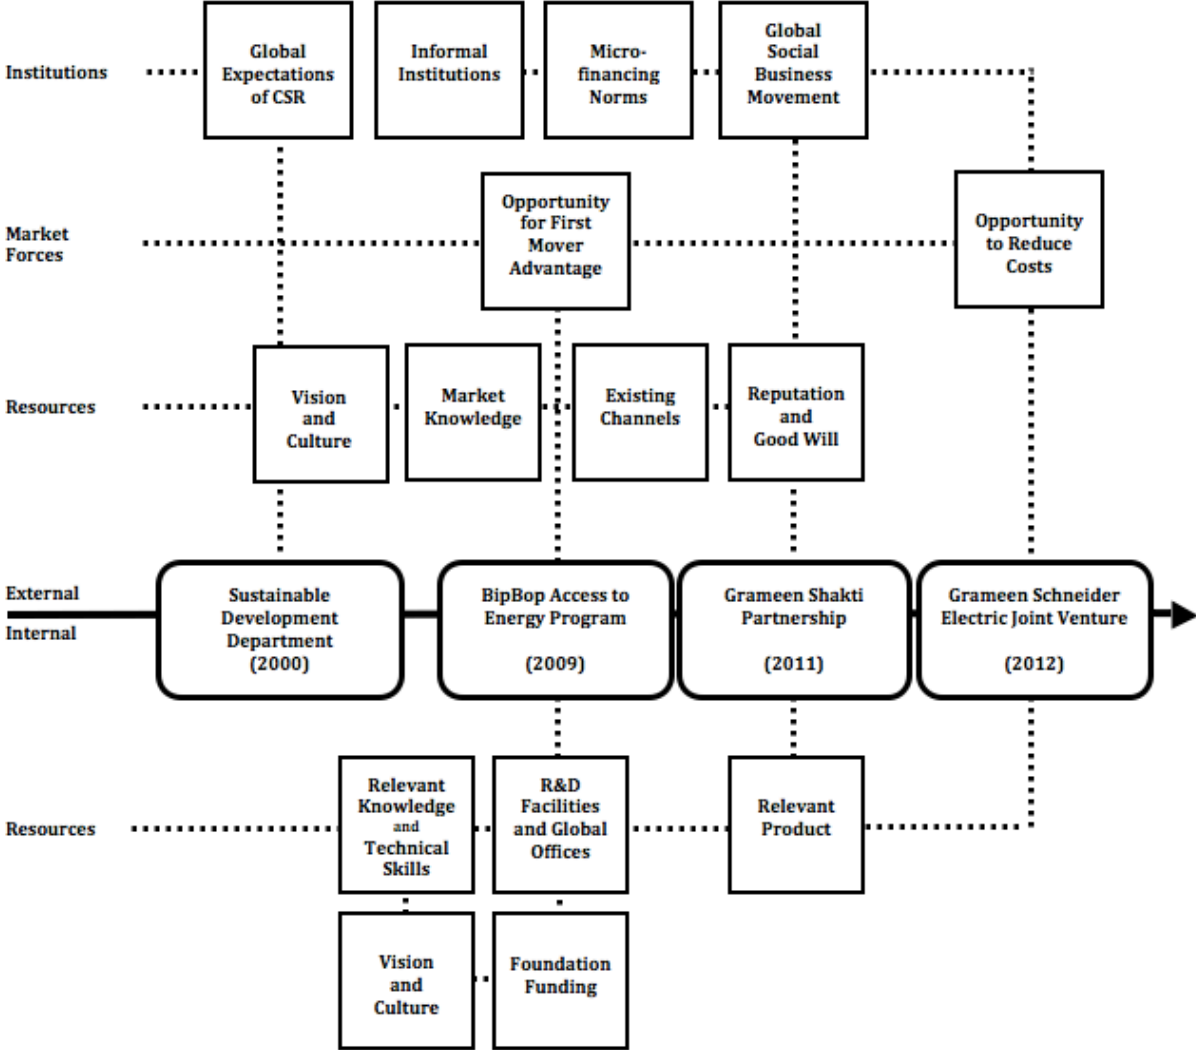 Institutions
Global
Expectations
of CSR
Informal
Institutions
Micro-
financing
Norms
Global
Social
Business
Movement
Market
Forces
Opportunity
for First
Mover
Advantage
Opportunity
to Reduce
Costs
Resources
Vision
and
Culture
Market
Knowledge
Existing
Channels
Reputation
and
Good Will
External
Internal
Sustainable
Development
Department
(2000)
BipBop Access to
Energy Program
(2009)
Grameen Shakti
Partnership
(2011)
Grameen Schneider
Electric Joint Venture
(2012)
Resources
Relevant
Knowledge
and
Technical
Skills
R&D
Facilities
and Global
Offices
Relevant
Product
Vision
and
Culture
Foundation
Funding